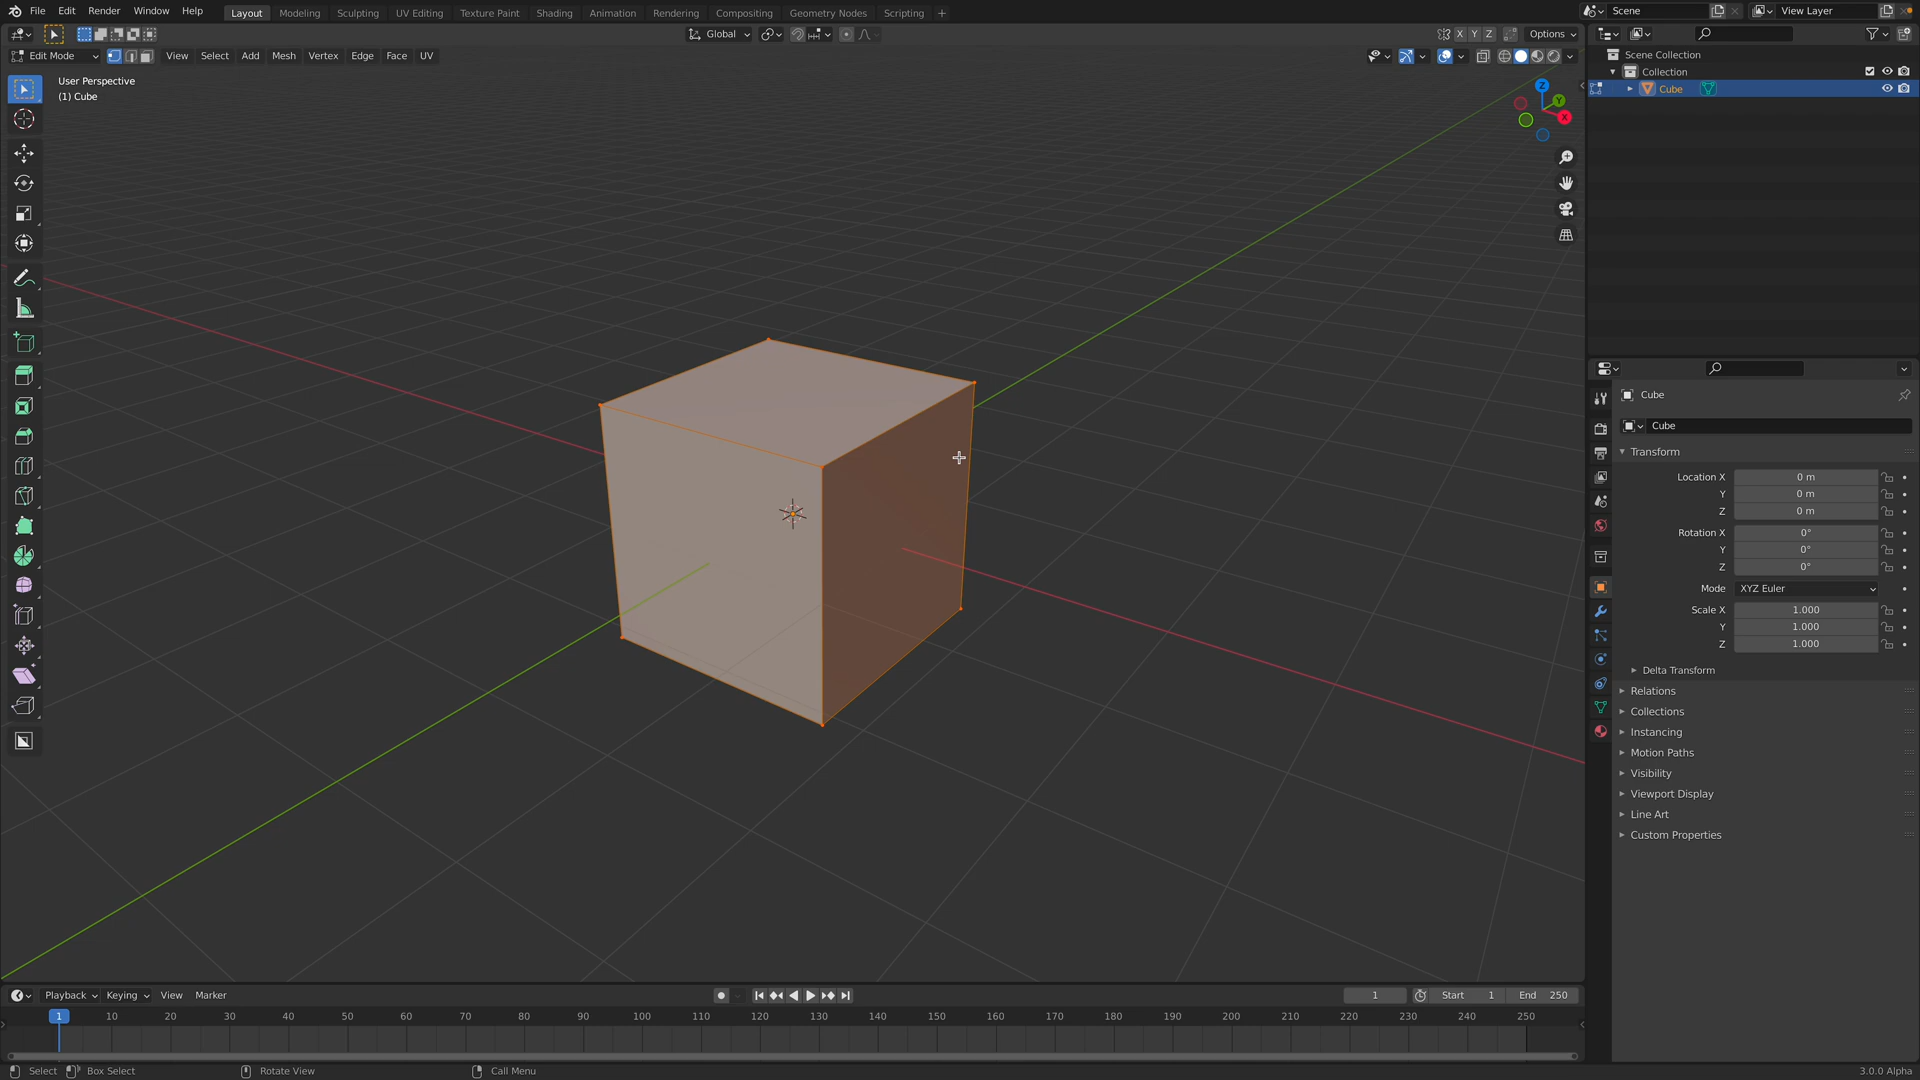 File Edit Render Window Help Layout Modeling Sculpting UV Editing Texture Paint Shading Animation Rendering Compositing Geometry Nodes Scripting + Scene View Layer
Global X Y Z Options
Edit Mode View Select Add Mesh Vertex Edge Face UV
User Perspective
(1) Cube
Z
Y
X
Scene Collection
Collection
Cube
Cube
Cube
Transform
Location X 0 m
Y 0 m
Z 0 m
Rotation X 0°
Y 0°
Z 0°
Mode XYZ Euler
Scale X 1.000
Y 1.000
Z 1.000
Delta Transform
Relations
Collections
Instancing
Motion Paths
Visibility
Viewport Display
Line Art
Custom Properties
Playback Keying View Marker 1 Start 1 End 250
1 10 20 30 40 50 60 70 80 90 100 110 120 130 140 150 160 170 180 190 200 210 220 230 240 250
Select Box Select Rotate View Call Menu 3.0.0 Alpha